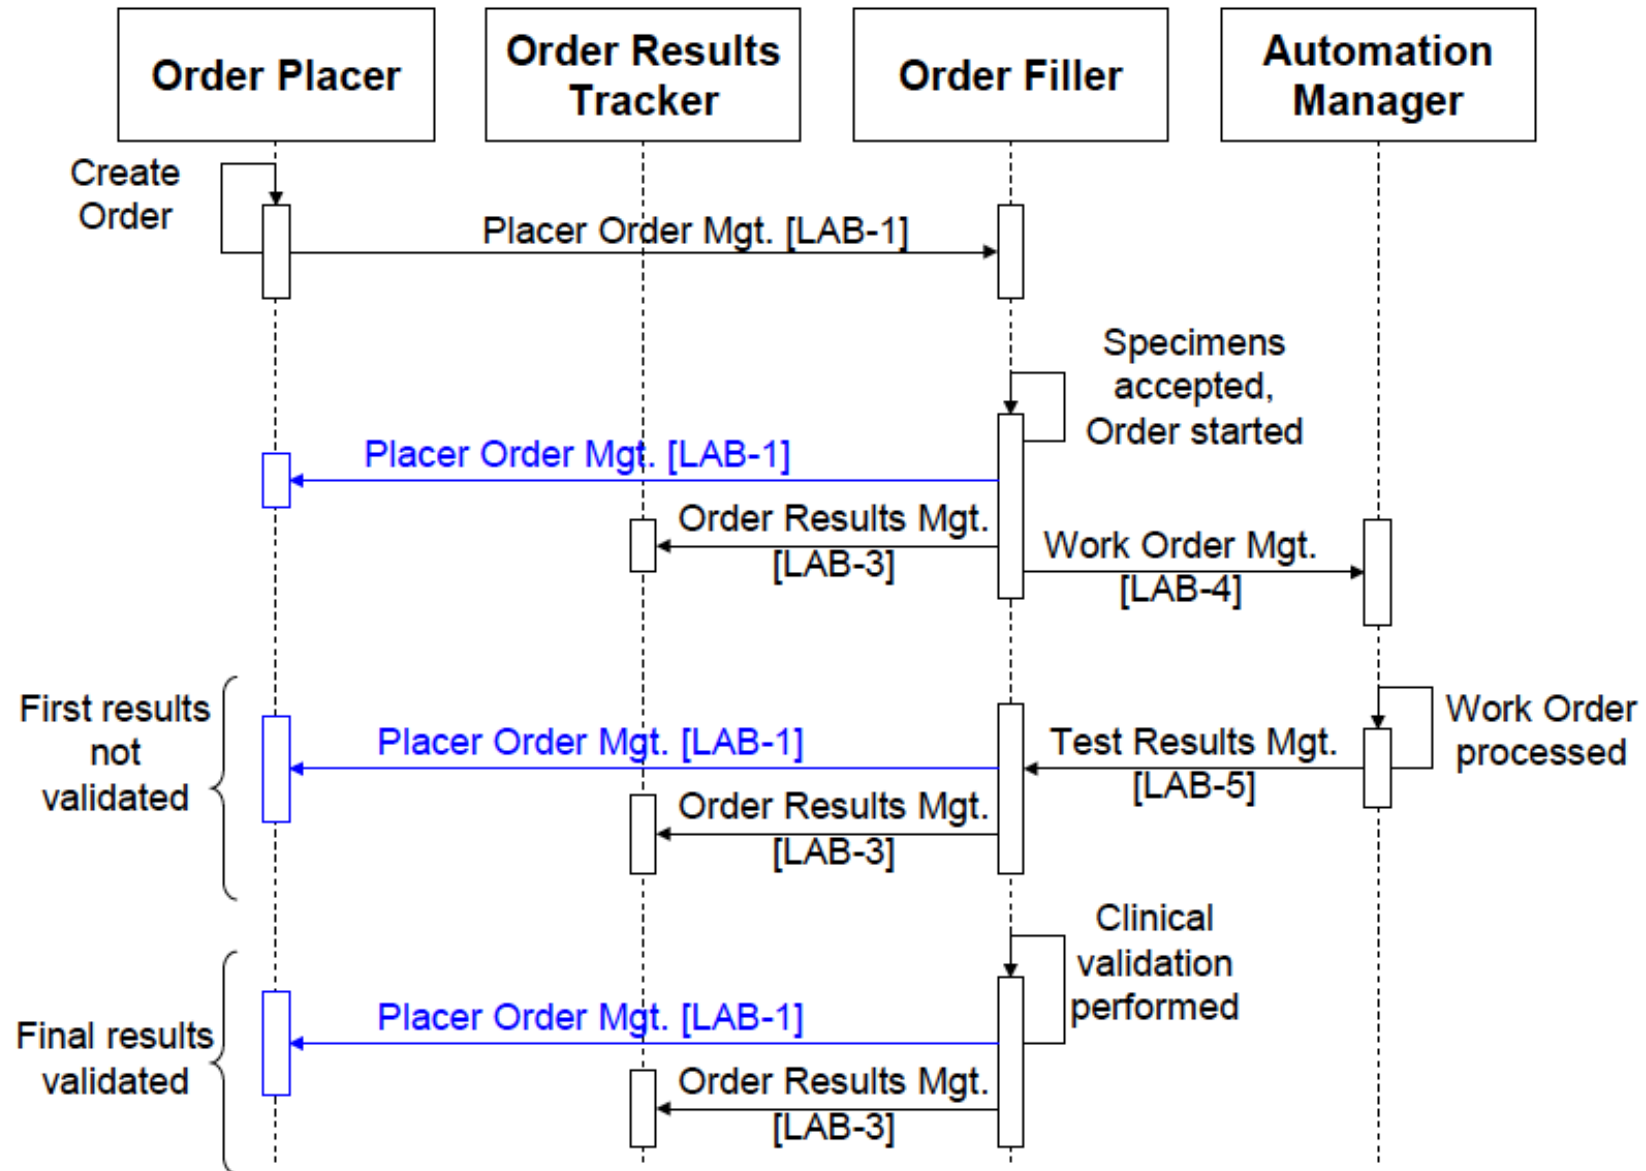 Order Placer
Order Results
Tracker
Order Filler
Automation
Manager
Create
Order
Placer Order Mgt. [LAB-1]
Specimens
accepted,
Order started
Placer Order Mgt. [LAB-1]
Order Results Mgt.
[LAB-3]
Work Order Mgt.
[LAB-4]
First results
not
validated
Placer Order Mgt. [LAB-1]
Test Results Mgt.
[LAB-5]
Work Order
processed
Order Results Mgt.
[LAB-3]
Clinical
validation
performed
Final results
validated
Placer Order Mgt. [LAB-1]
Order Results Mgt.
[LAB-3]